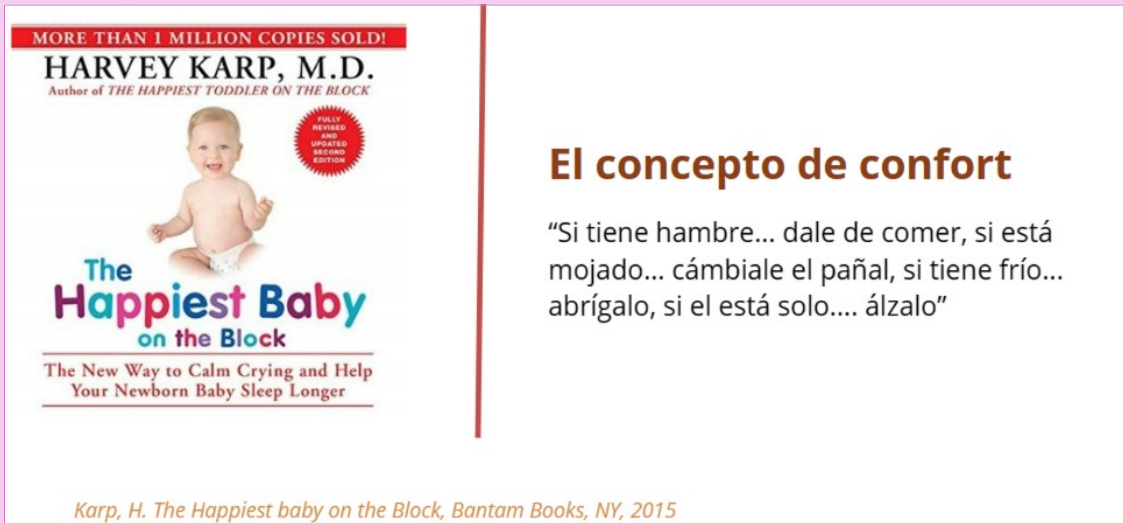 MORE THAN 1 MILLION COPIES SOLD!
HARVEY KARP, M.D.
Author of THE HAPPIEST TODDLER ON THE BLOCK
FULLY
REVISED
AND
UPDATED
SECOND
EDITION
The
Happiest Baby
on the Block
The New Way to Calm Crying and Help
Your Newborn Baby Sleep Longer
El concepto de confort
“Si tiene hambre... dale de comer, si está
mojado... cámbiale el pañal, si tiene frío...
abrígalo, si el está solo.... álzalo”
Karp, H. The Happiest baby on the Block, Bantam Books, NY, 2015